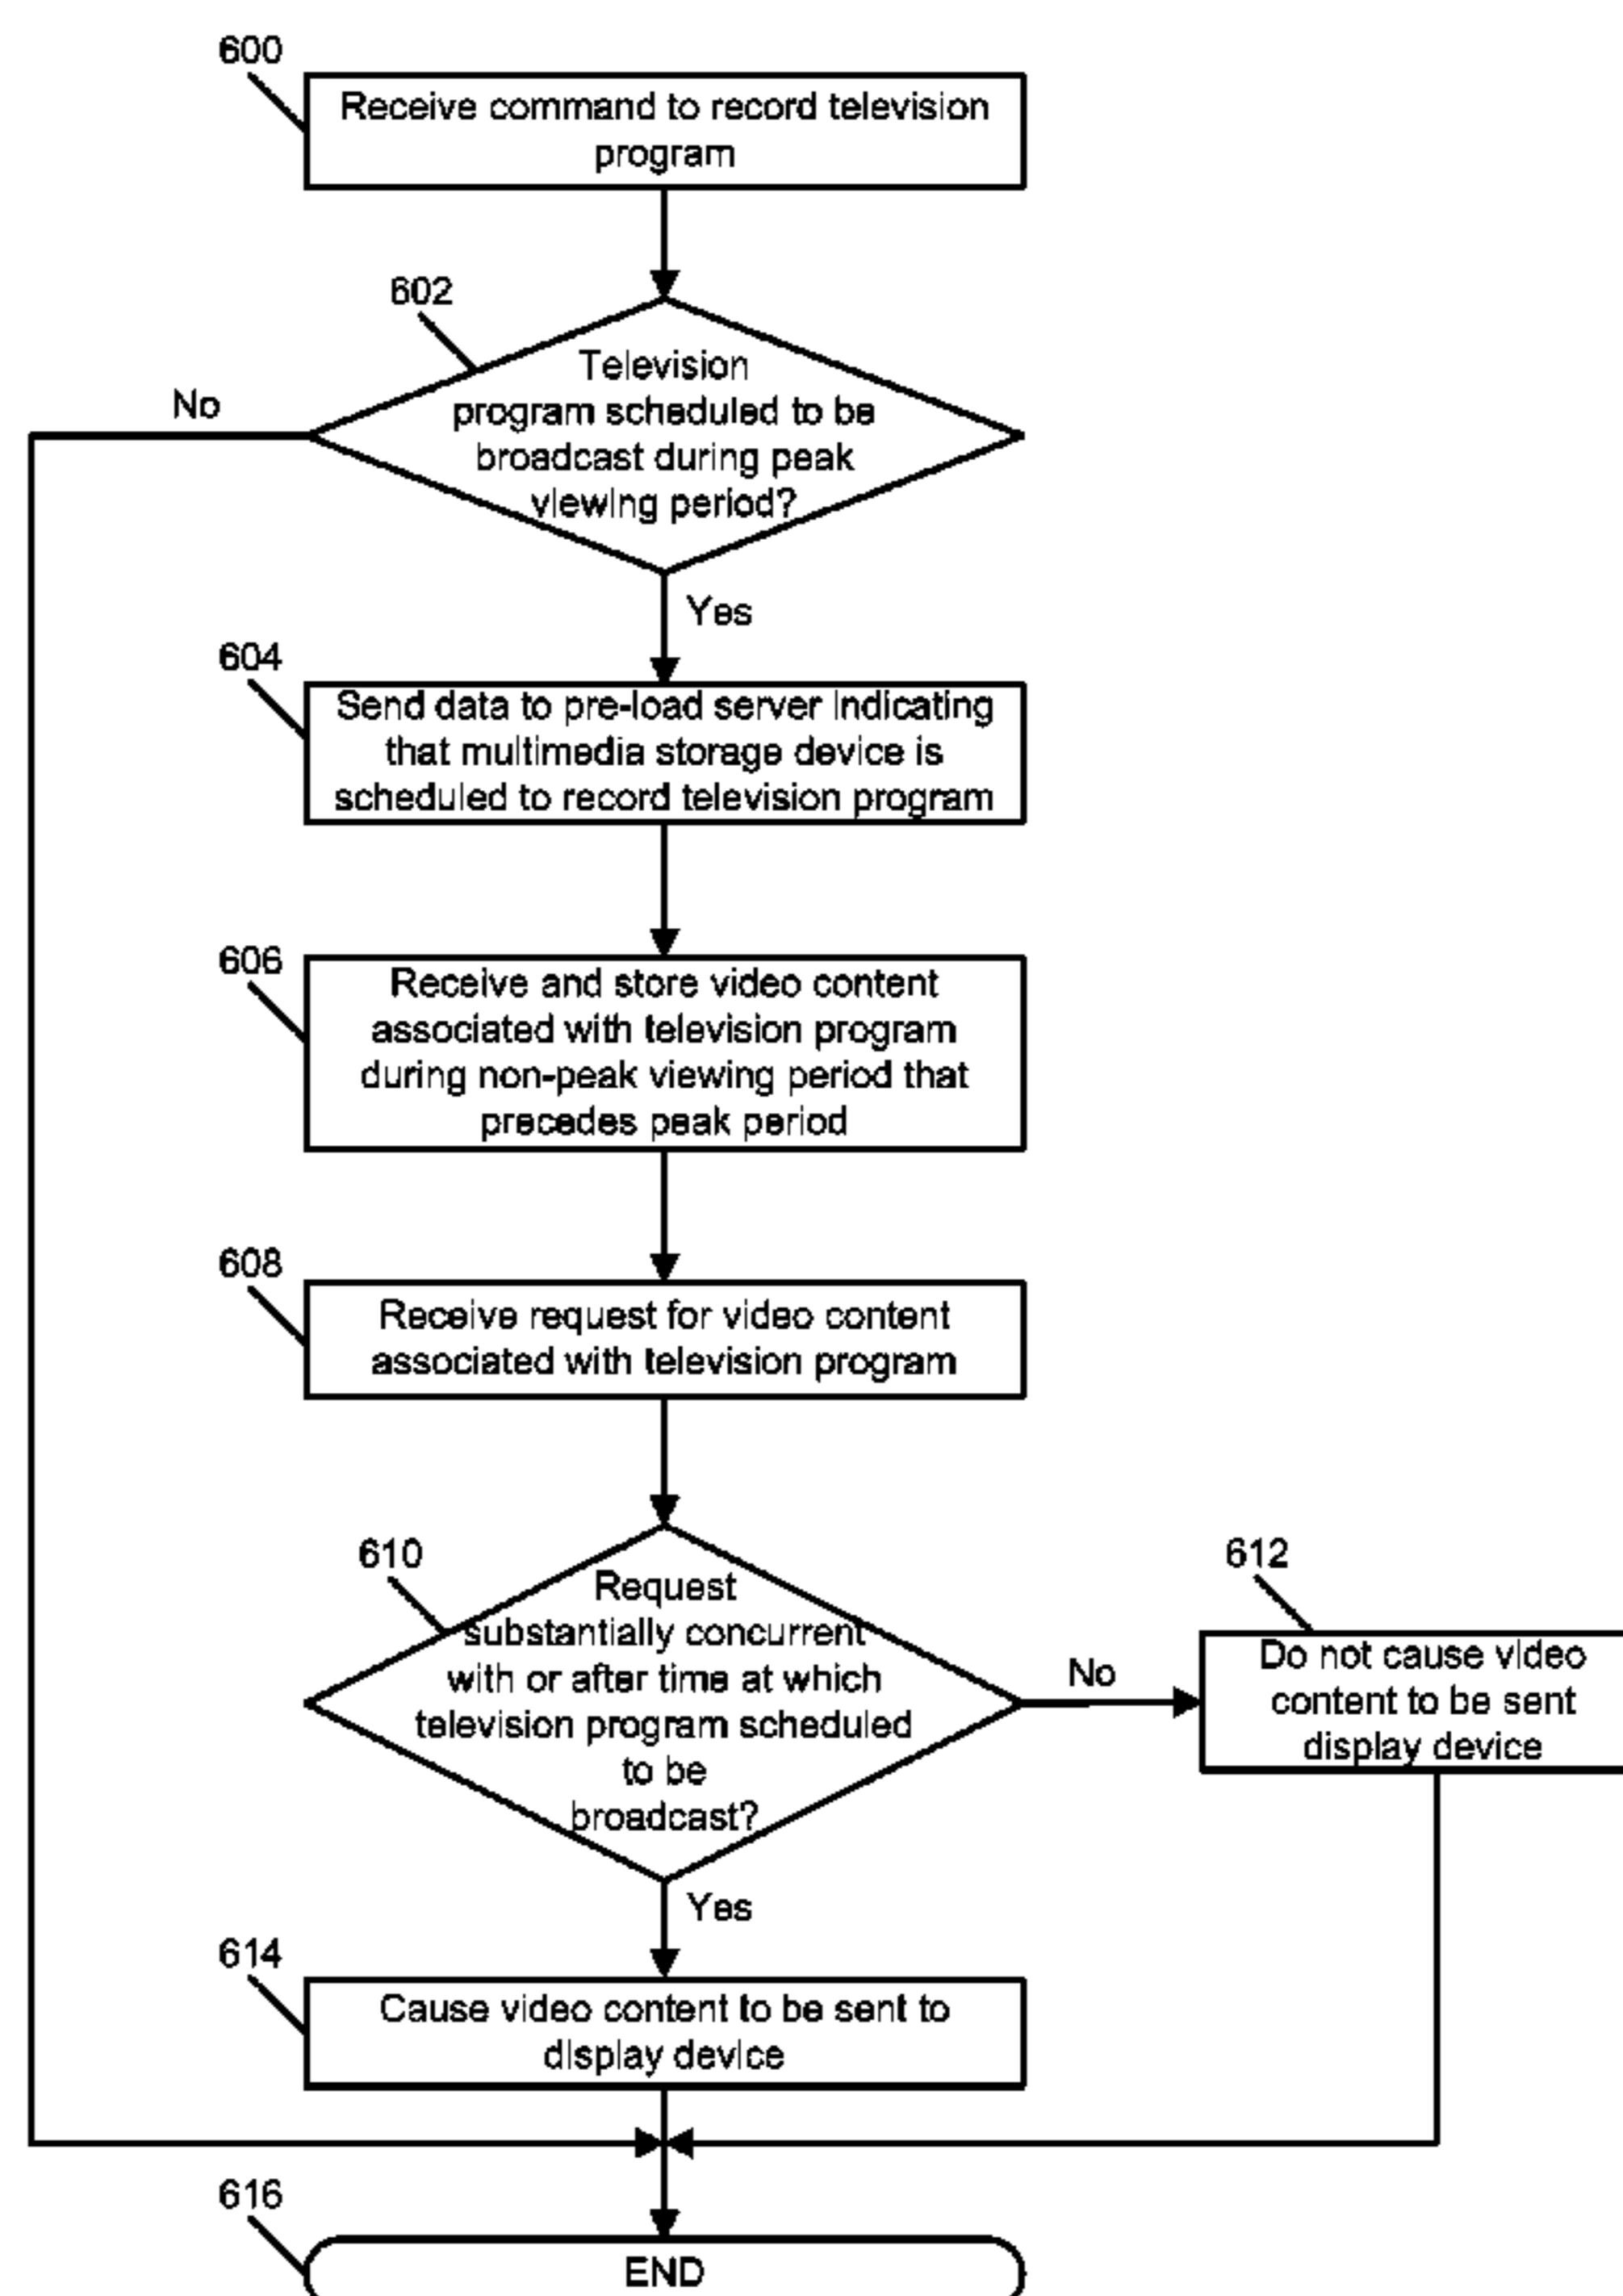 600
Receive command to record television
program
602
Television
program scheduled to be
broadcast during peak
viewing period?
No
Yes
604
Send data to pre-load server indicating
that multimedia storage device is
scheduled to record television program
606
Receive and store video content
associated with television program
during non-peak viewing period that
precedes peak period
608
Receive request for video content
associated with television program
610
Request
substantially concurrent
with or after time at which
television program scheduled
to be
broadcast?
No
612
Do not cause video
content to be sent
display device
Yes
614
Cause video content to be sent to
display device
616
END